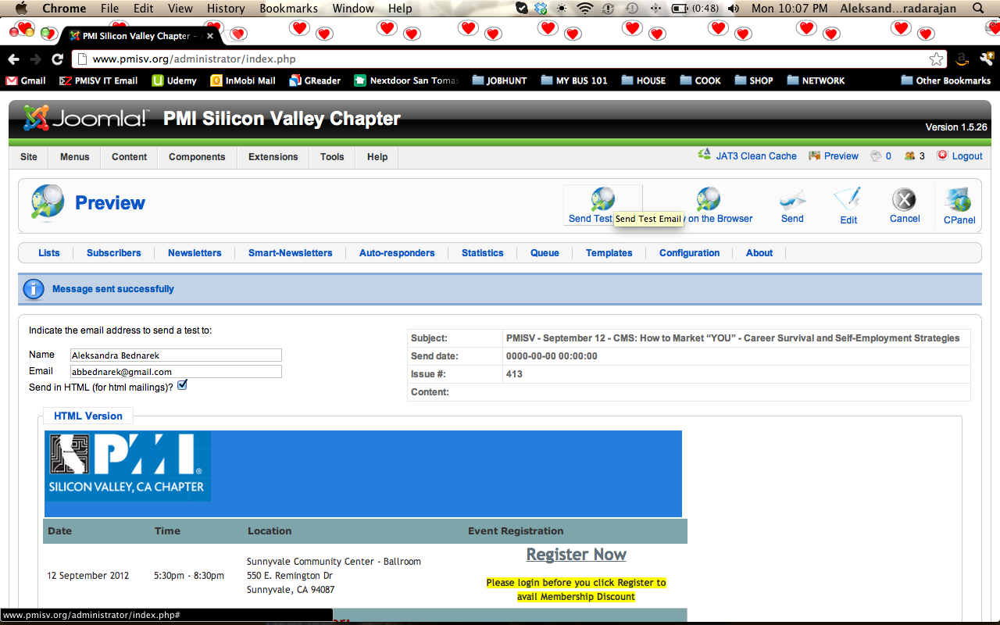 Chrome File Edit View History Bookmarks Window Help (0:48) Mon 10:07 PM Aleksand...radarajan
PMI Silicon Valley Chapter –
www.pmisv.org/administrator/index.php
Gmail PMISV IT Email Udemy InMobi Mail GReader Nextdoor San Tomas JOBHUNT MY BUS 101 HOUSE COOK SHOP NETWORK Other Bookmarks
Joomla! PMI Silicon Valley Chapter
Version 1.5.26
Site Menus Content Components Extensions Tools Help JAT3 Clean Cache Preview 0 3 Logout
Preview
Send Test Send Test Email y on the Browser Send Edit Cancel CPanel
Lists Subscribers Newsletters Smart-Newsletters Auto-responders Statistics Queue Templates Configuration About
Message sent successfully
Indicate the email address to send a test to:
Name Aleksandra Bednarek
Email abbednarek@gmail.com
Send in HTML (for html mailings)?
Subject: PMISV - September 12 - CMS: How to Market “YOU” - Career Survival and Self-Employment Strategies
Send date: 0000-00-00 00:00:00
Issue #: 413
Content:
HTML Version
PMI®
SILICON VALLEY, CA CHAPTER
Date Time Location Event Registration
12 September 2012 5:30pm - 8:30pm
Sunnyvale Community Center - Ballroom
550 E. Remington Dr
Sunnyvale, CA 94087
Register Now
Please login before you click Register to
avail Membership Discount
www.pmisv.org/administrator/index.php#